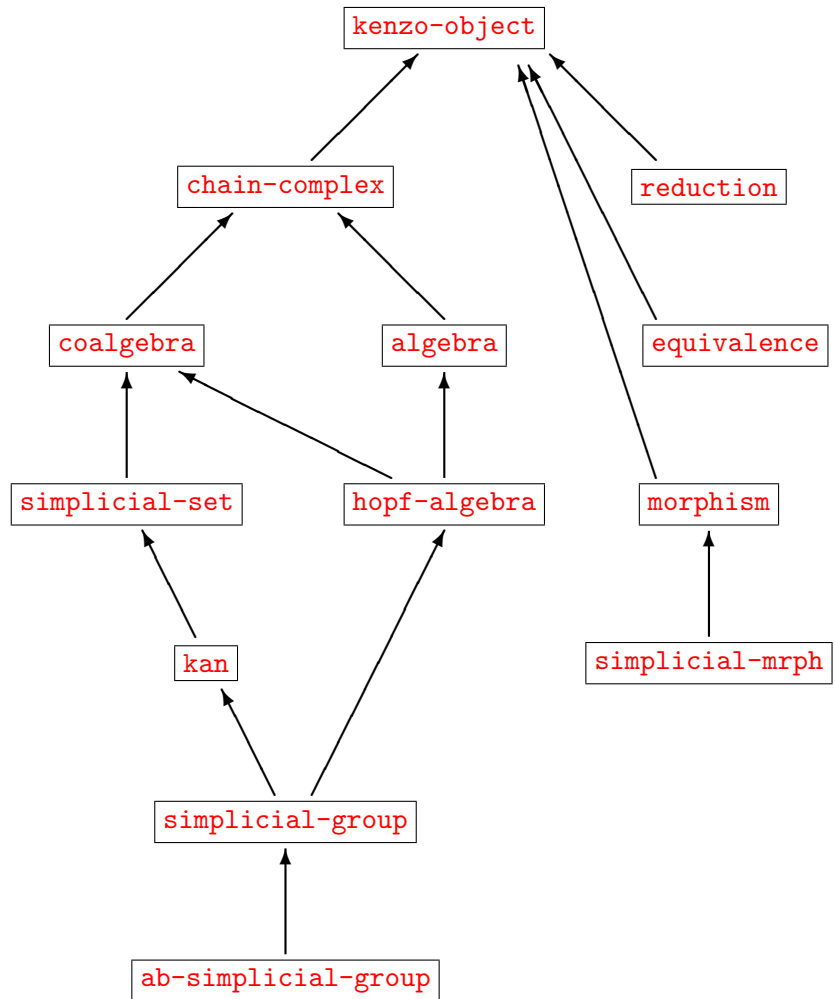 kenzo-object
chain-complex
reduction
coalgebra
algebra
equivalence
simplicial-set
hopf-algebra
morphism
kan
simplicial-mrph
simplicial-group
ab-simplicial-group